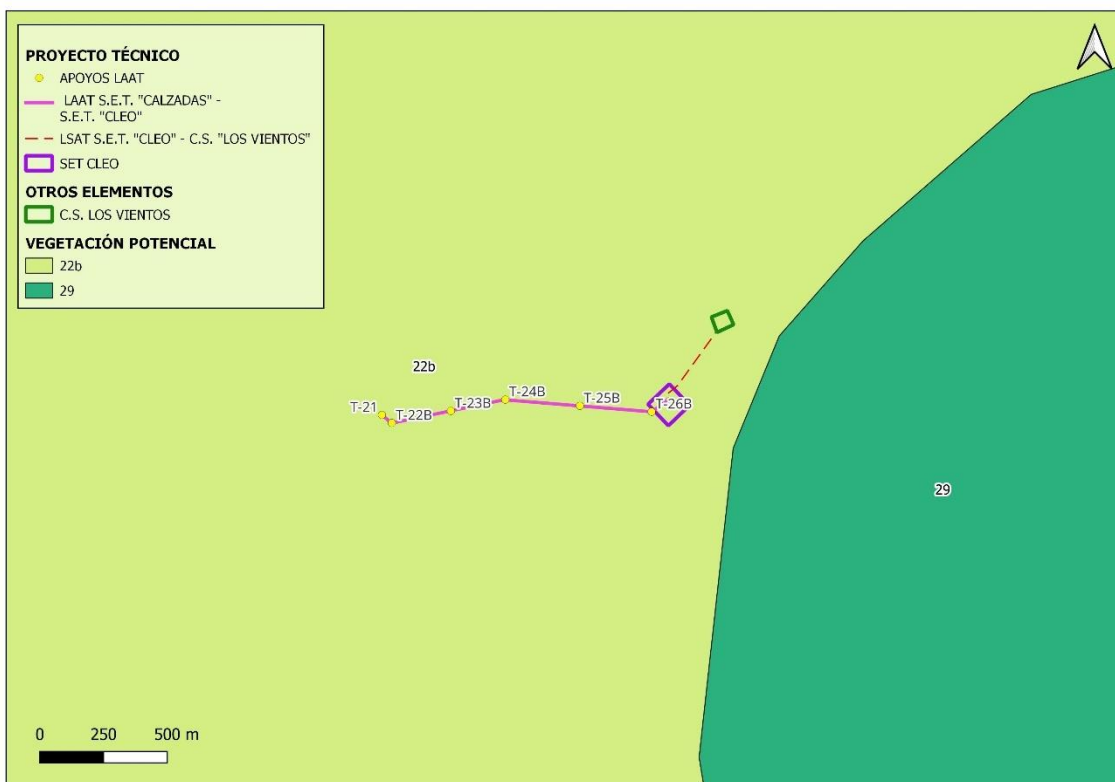 PROYECTO TÉCNICO
APOYOS LAAT
LAAT S.E.T. "CALZADAS" -
S.E.T. "CLEO"
LSAT S.E.T. "CLEO" - C.S. "LOS VIENTOS"
SET CLEO
OTROS ELEMENTOS
C.S. LOS VIENTOS
VEGETACIÓN POTENCIAL
22b
29
22b
T-21
T-22B
T-23B
T-24B
T-25B
T-26B
29
0 250 500 m